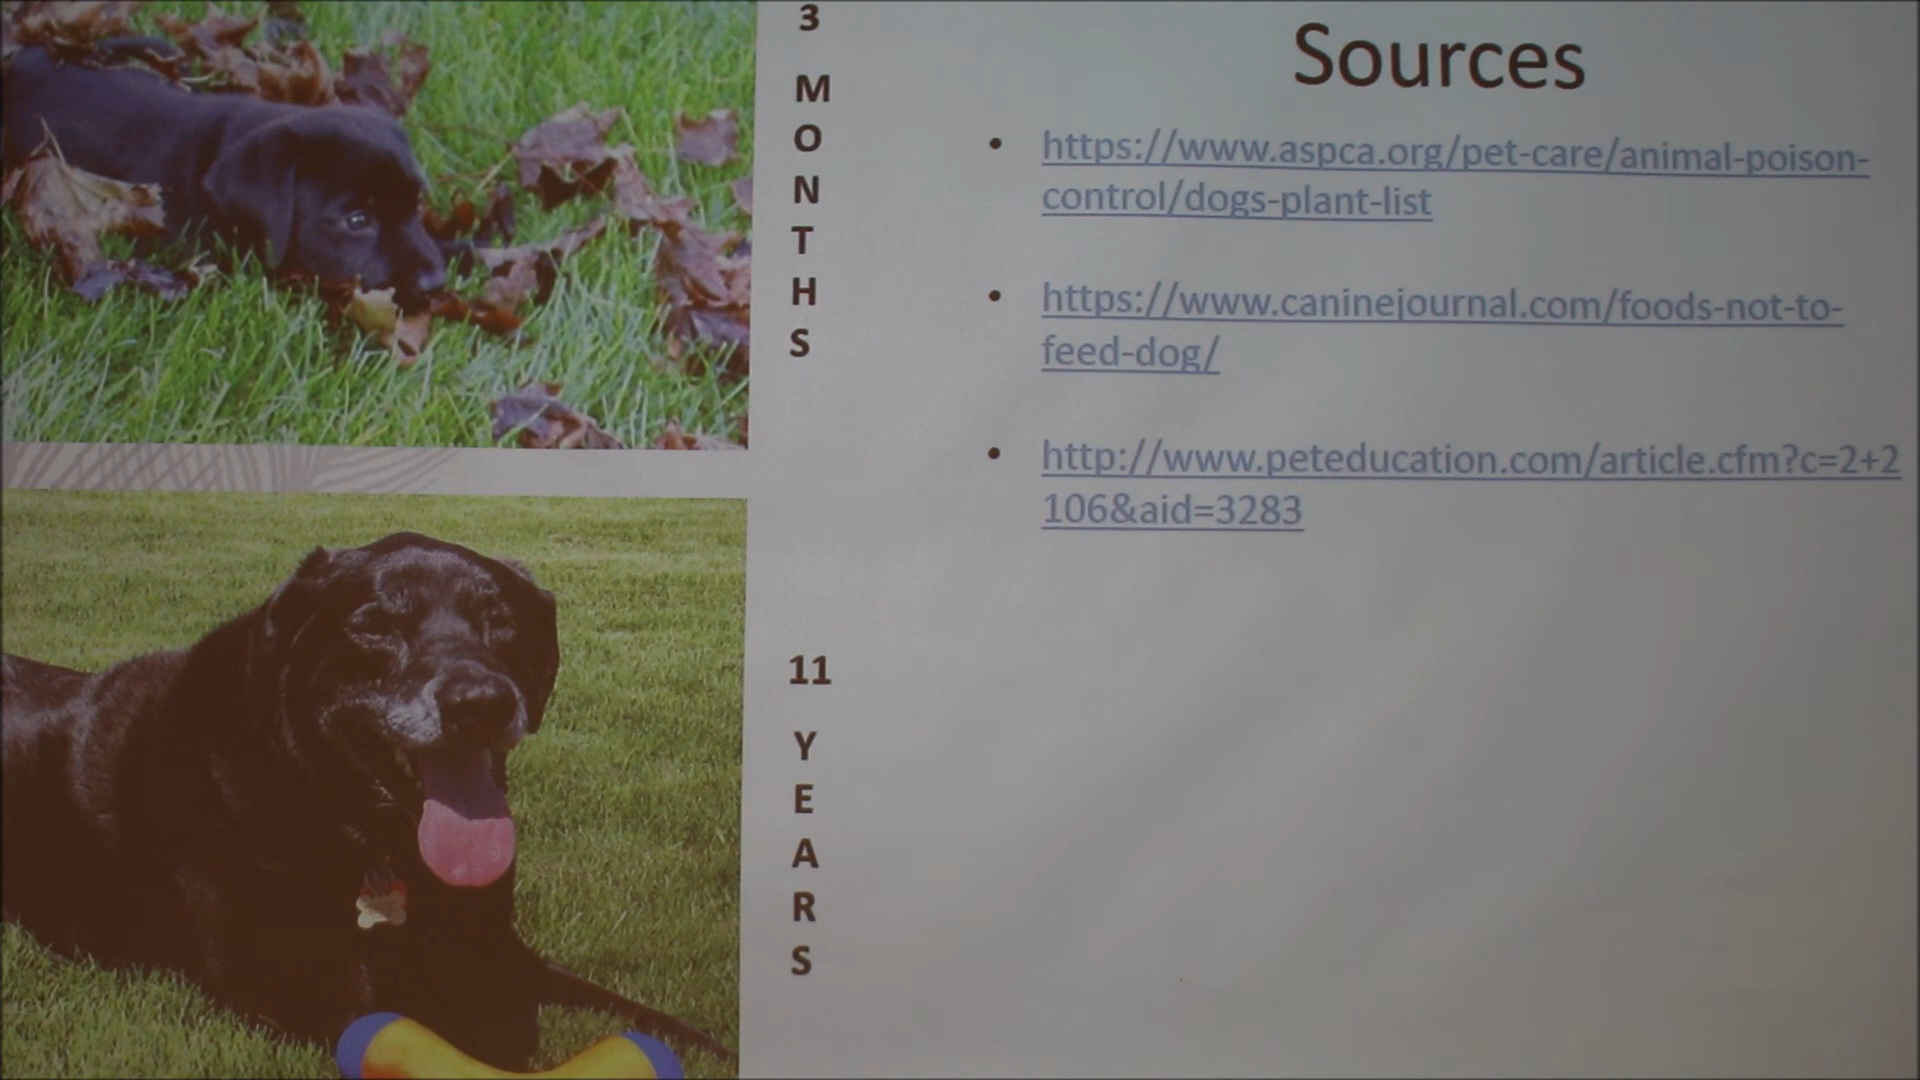 3
M
O
N
T
H
S
11
Y
E
A
R
S
Sources
• https://www.aspca.org/pet-care/animal-poison-
control/dogs-plant-list
• https://www.caninejournal.com/foods-not-to-
feed-dog/
• http://www.peteducation.com/article.cfm?c=2+2
106&aid=3283